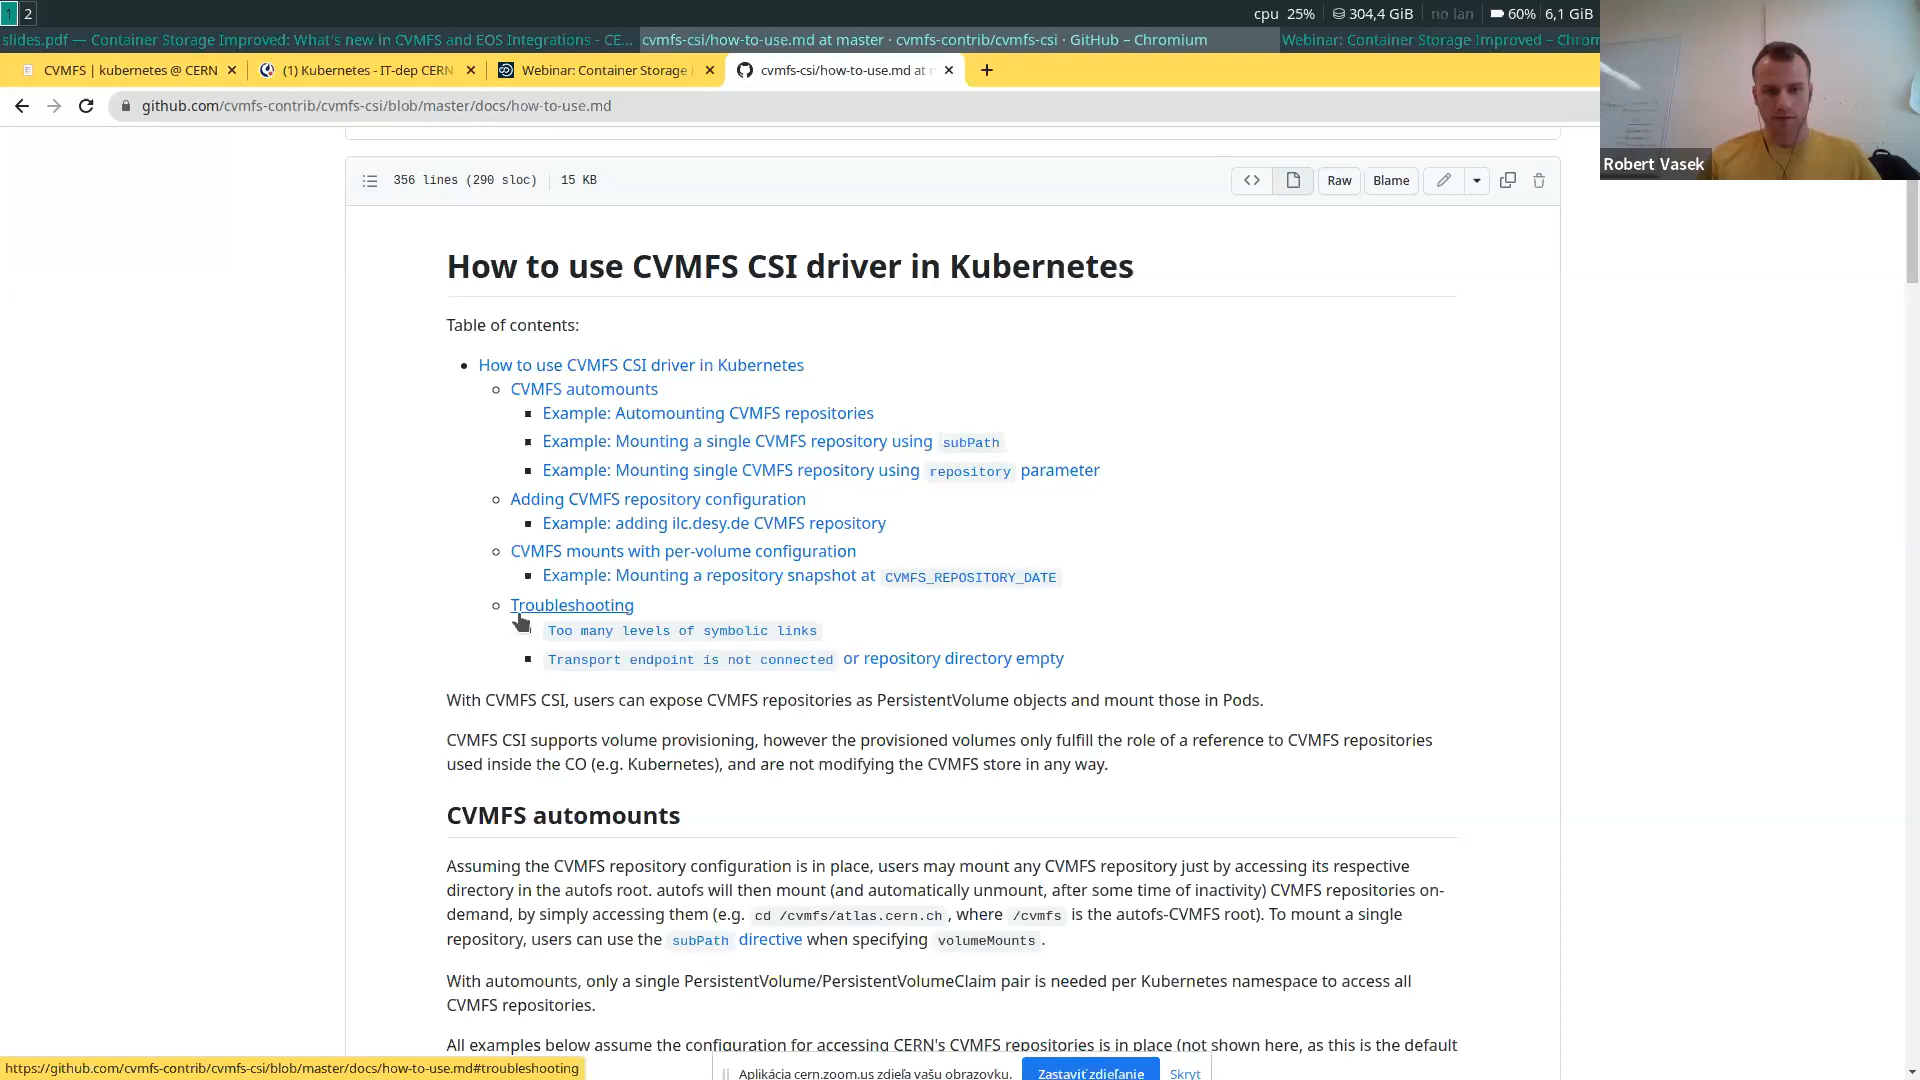 1 2 cpu 25% 304,4 GiB no lan 60% 6,1 GiB
slides.pdf — Container Storage Improved: What's new in CVMFS and EOS Integrations - CE... cvmfs-csi/how-to-use.md at master · cvmfs-contrib/cvmfs-csi · GitHub – Chromium Webinar: Container Storage Improved – Chrom
CVMFS | kubernetes @ CERN (1) Kubernetes - IT-dep CERN Webinar: Container Storage cvmfs-csi/how-to-use.md at
github.com/cvmfs-contrib/cvmfs-csi/blob/master/docs/how-to-use.md
Robert Vasek
356 lines (290 sloc) 15 KB Raw Blame
How to use CVMFS CSI driver in Kubernetes
Table of contents:
How to use CVMFS CSI driver in Kubernetes
CVMFS automounts
Example: Automounting CVMFS repositories
Example: Mounting a single CVMFS repository using subPath
Example: Mounting single CVMFS repository using repository parameter
Adding CVMFS repository configuration
Example: adding ilc.desy.de CVMFS repository
CVMFS mounts with per-volume configuration
Example: Mounting a repository snapshot at CVMFS_REPOSITORY_DATE
Troubleshooting
Too many levels of symbolic links
Transport endpoint is not connected or repository directory empty
With CVMFS CSI, users can expose CVMFS repositories as PersistentVolume objects and mount those in Pods.
CVMFS CSI supports volume provisioning, however the provisioned volumes only fulfill the role of a reference to CVMFS repositories
used inside the CO (e.g. Kubernetes), and are not modifying the CVMFS store in any way.
CVMFS automounts
Assuming the CVMFS repository configuration is in place, users may mount any CVMFS repository just by accessing its respective
directory in the autofs root. autofs will then mount (and automatically unmount, after some time of inactivity) CVMFS repositories on-
demand, by simply accessing them (e.g. cd /cvmfs/atlas.cern.ch, where /cvmfs is the autofs-CVMFS root). To mount a single
repository, users can use the subPath directive when specifying volumeMounts.
With automounts, only a single PersistentVolume/PersistentVolumeClaim pair is needed per Kubernetes namespace to access all
CVMFS repositories.
All examples below assume the configuration for accessing CERN's CVMFS repositories is in place (not shown here, as this is the default
https://github.com/cvmfs-contrib/cvmfs-csi/blob/master/docs/how-to-use.md#troubleshooting
Aplikácia cern.zoom.us zdieľa vašu obrazovku. Zastaviť zdieľanie Skryť